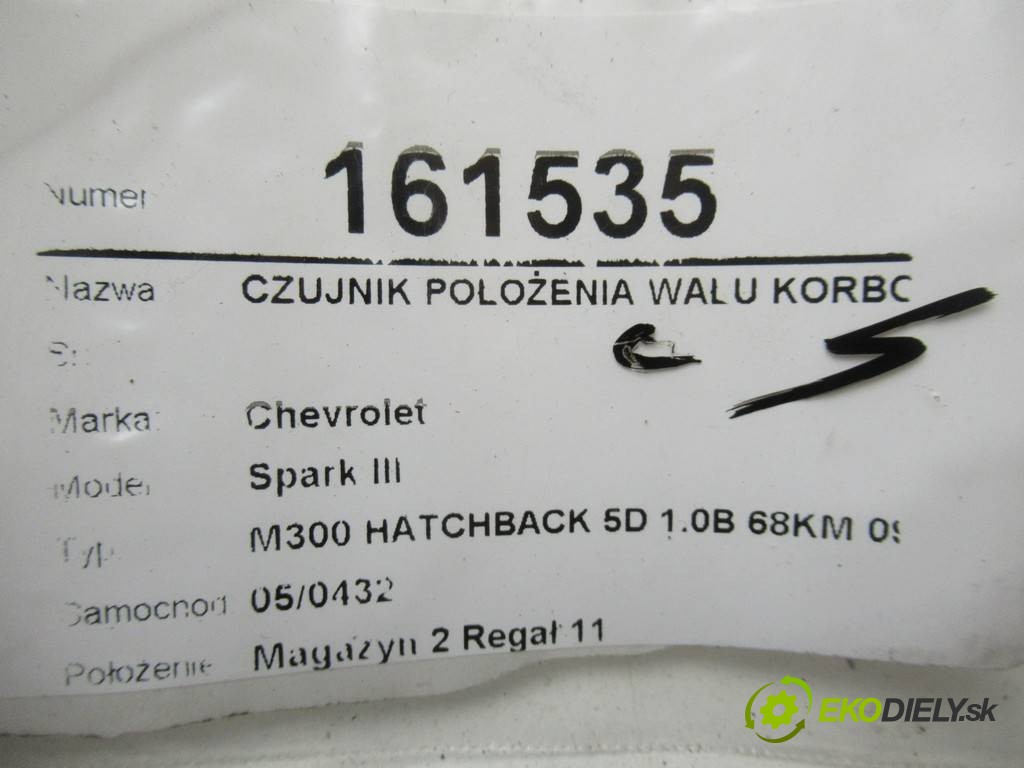 Numer 161535
Nazwa CZUJNIK POŁOŻENIA WAŁU KORBO
Marka: Chevrolet
Model Spark III
Typ: M300 HATCHBACK 5D 1.0B 68KM 09
Samochód 05/0432
Położenie Magazyn 2 Regał 11
EKODIELY.sk